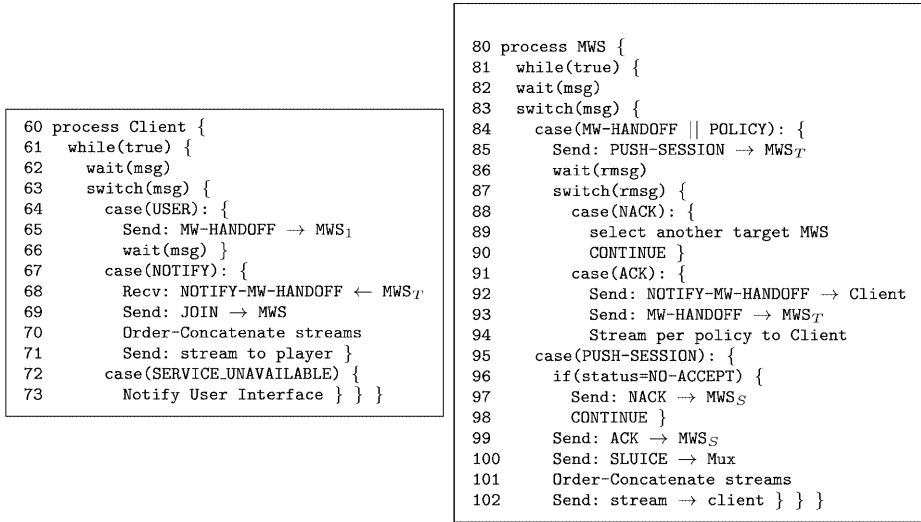 60 process Client {
61 while(true) {
62 wait(msg)
63 switch(msg) {
64 case(USER): {
65 Send: MW-HANDOFF → MWS₁
66 wait(msg) }
67 case(NOTIFY): {
68 Recv: NOTIFY-MW-HANDOFF ← MWS_T
69 Send: JOIN → MWS
70 Order-Concatenate streams
71 Send: stream to player }
72 case(SERVICE_UNAVAILABLE) {
73 Notify User Interface } } }
80 process MWS {
81 while(true) {
82 wait(msg)
83 switch(msg) {
84 case(MW-HANDOFF || POLICY): {
85 Send: PUSH-SESSION → MWS_T
86 wait(rmsg)
87 switch(rmsg) {
88 case(NACK): {
89 select another target MWS
90 CONTINUE }
91 case(ACK): {
92 Send: NOTIFY-MW-HANDOFF → Client
93 Send: MW-HANDOFF → MWS_T
94 Stream per policy to Client
95 case(PUSH-SESSION): {
96 if(status=NO-ACCEPT) {
97 Send: NACK → MWS_S
98 CONTINUE }
99 Send: ACK → MWS_S
100 Send: SLUICE → Mux
101 Order-Concatenate streams
102 Send: stream → client } } }